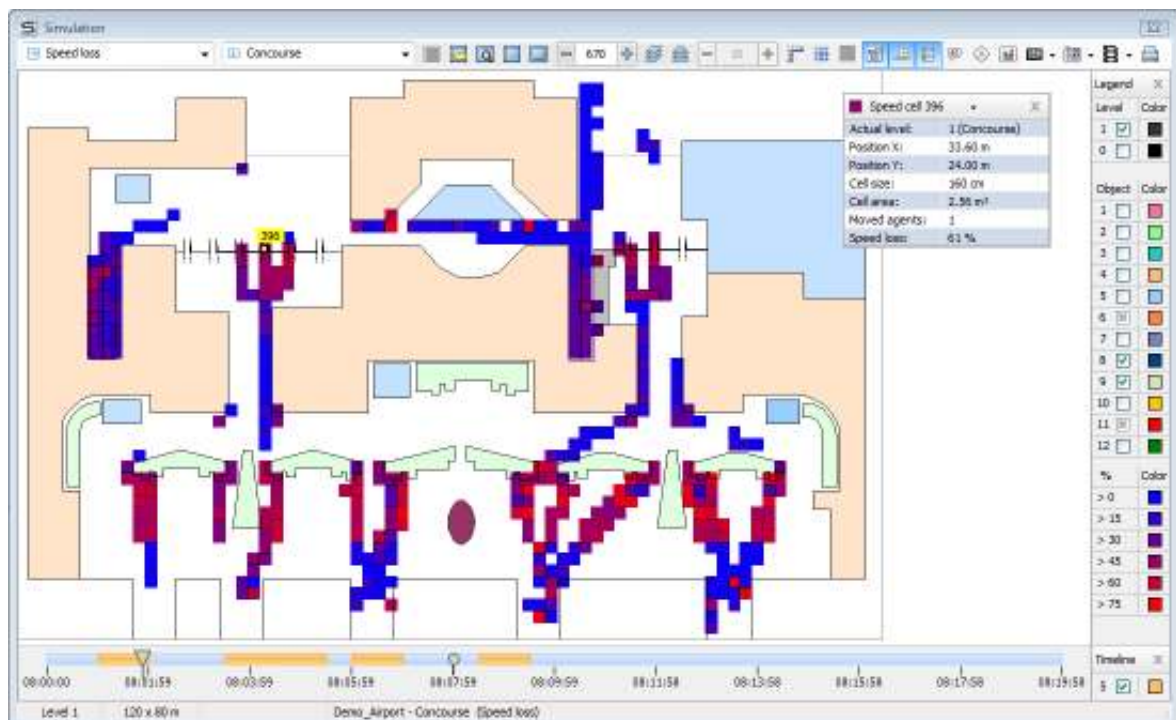 Simulation
Speed loss
Concourse
670
Speed cell 396
Actual level: 1 (Concourse)
Position X: 33.60 m
Position Y: 24.00 m
Cell size: 160 cm
Cell area: 2.56 m²
Moved agents: 1
Speed loss: 61 %
396
Legend
Level Color
1
0
Object Color
1
2
3
4
5
6
7
8
9
10
11
12
% Color
> 0
> 15
> 30
> 45
> 60
> 75
Timeline
5
08:00:00 08:01:59 08:03:59 08:05:59 08:07:59 08:09:59 08:11:58 08:13:58 08:15:58 08:17:58 08:19:58
Level 1 120 x 80 m Demo_Airport - Concourse (Speed loss)